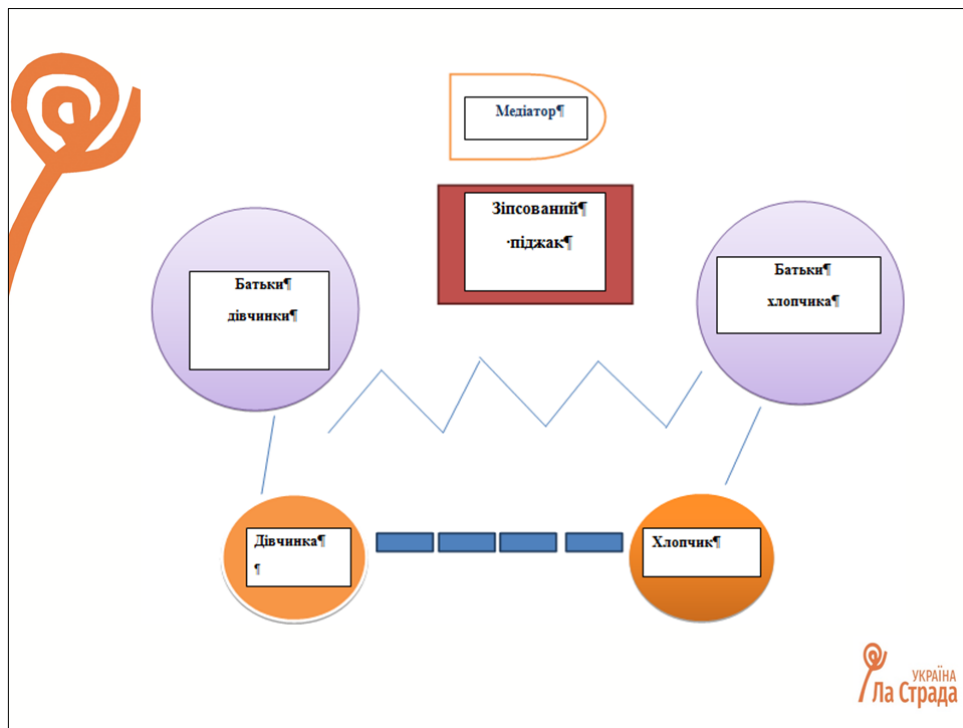 Медіатор¶
Зіпсований¶
·піджак¶
Батьки¶
дівчинки¶
Батьки¶
хлопчика¶
Дівчинка¶
¶
Хлопчик¶
УКРАЇНА
Ла Страда